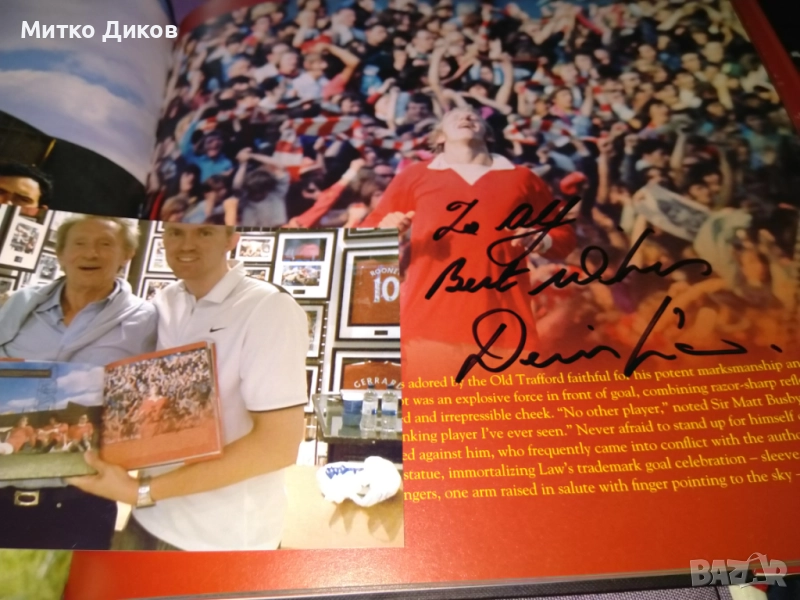 Митко Диков
To Alf
Best wishes
Denis Law.
ROONEY
10
GERRARD
adored by the Old Trafford faithful for his potent marksmanship and
t was an explosive force in front of goal, combining razor-sharp refle
d and irrepressible cheek. “No other player,” noted Sir Matt Busby
nking player I’ve ever seen.” Never afraid to stand up for himself
d against him, who frequently came into conflict with the autho
statue, immortalizing Law’s trademark goal celebration – sleeve
ngers, one arm raised in salute with finger pointing to the sky –
BAZAR